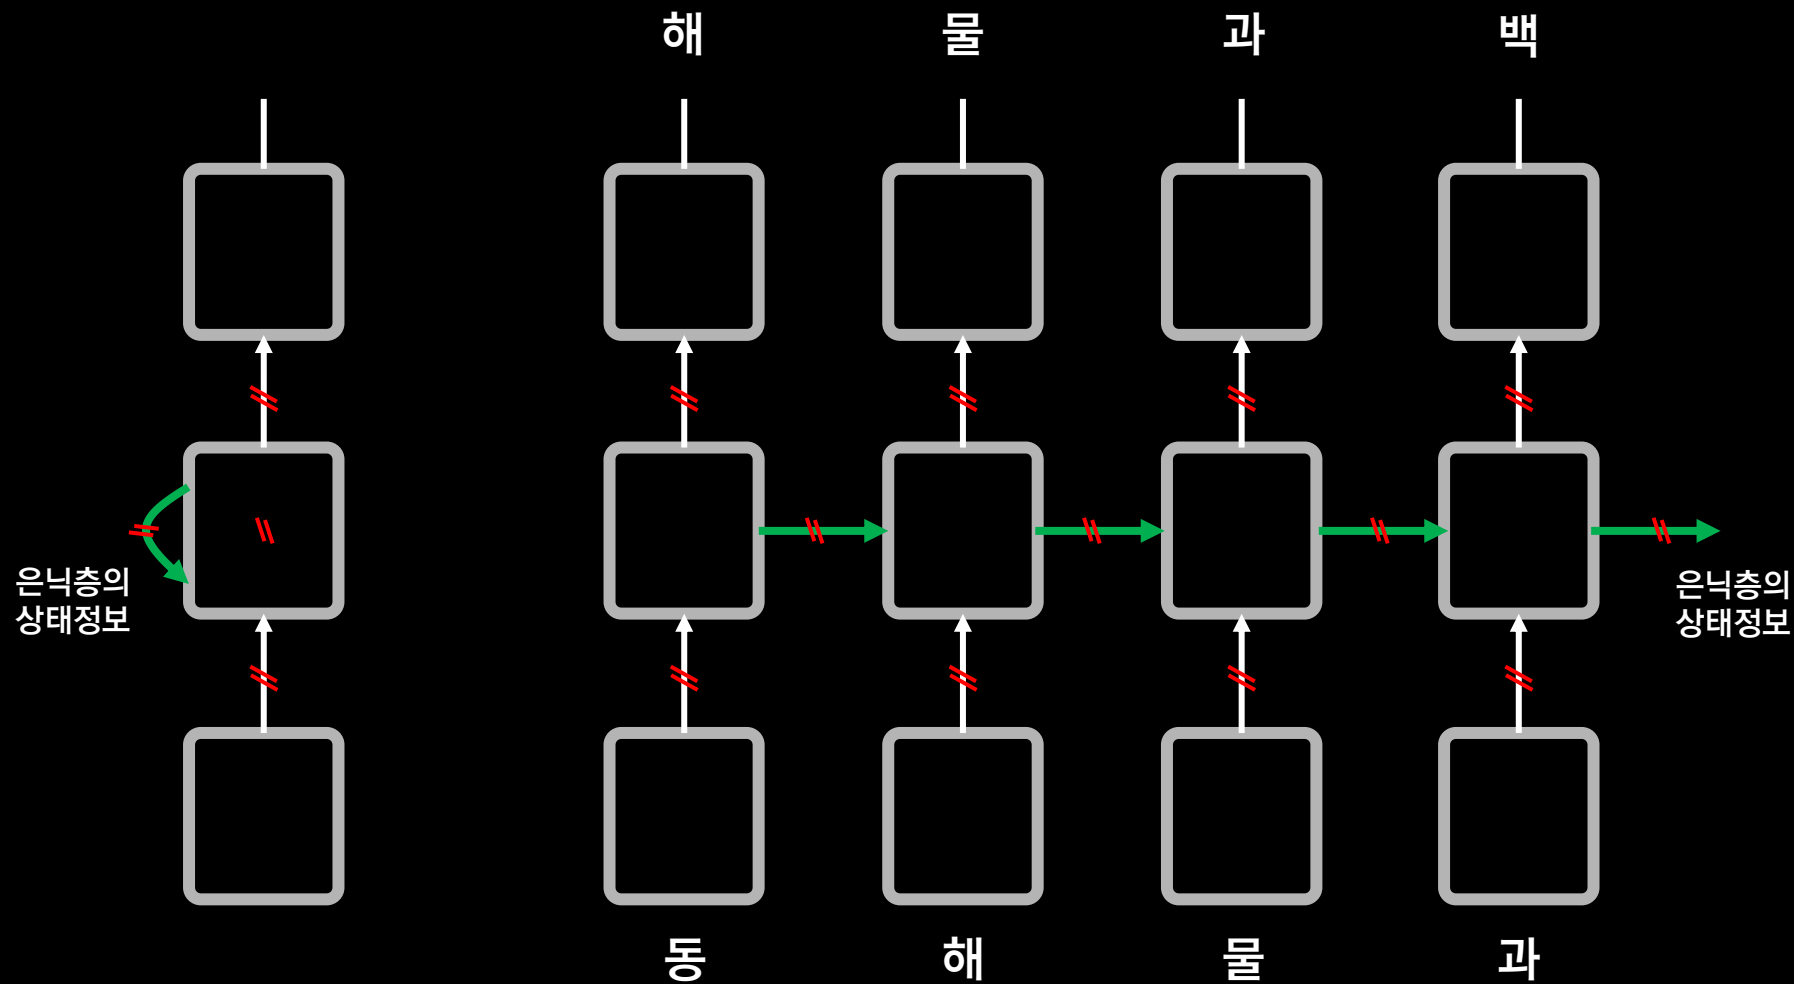 해 물 과 백
은닉층의
상태정보
은닉층의
상태정보
동 해 물 과